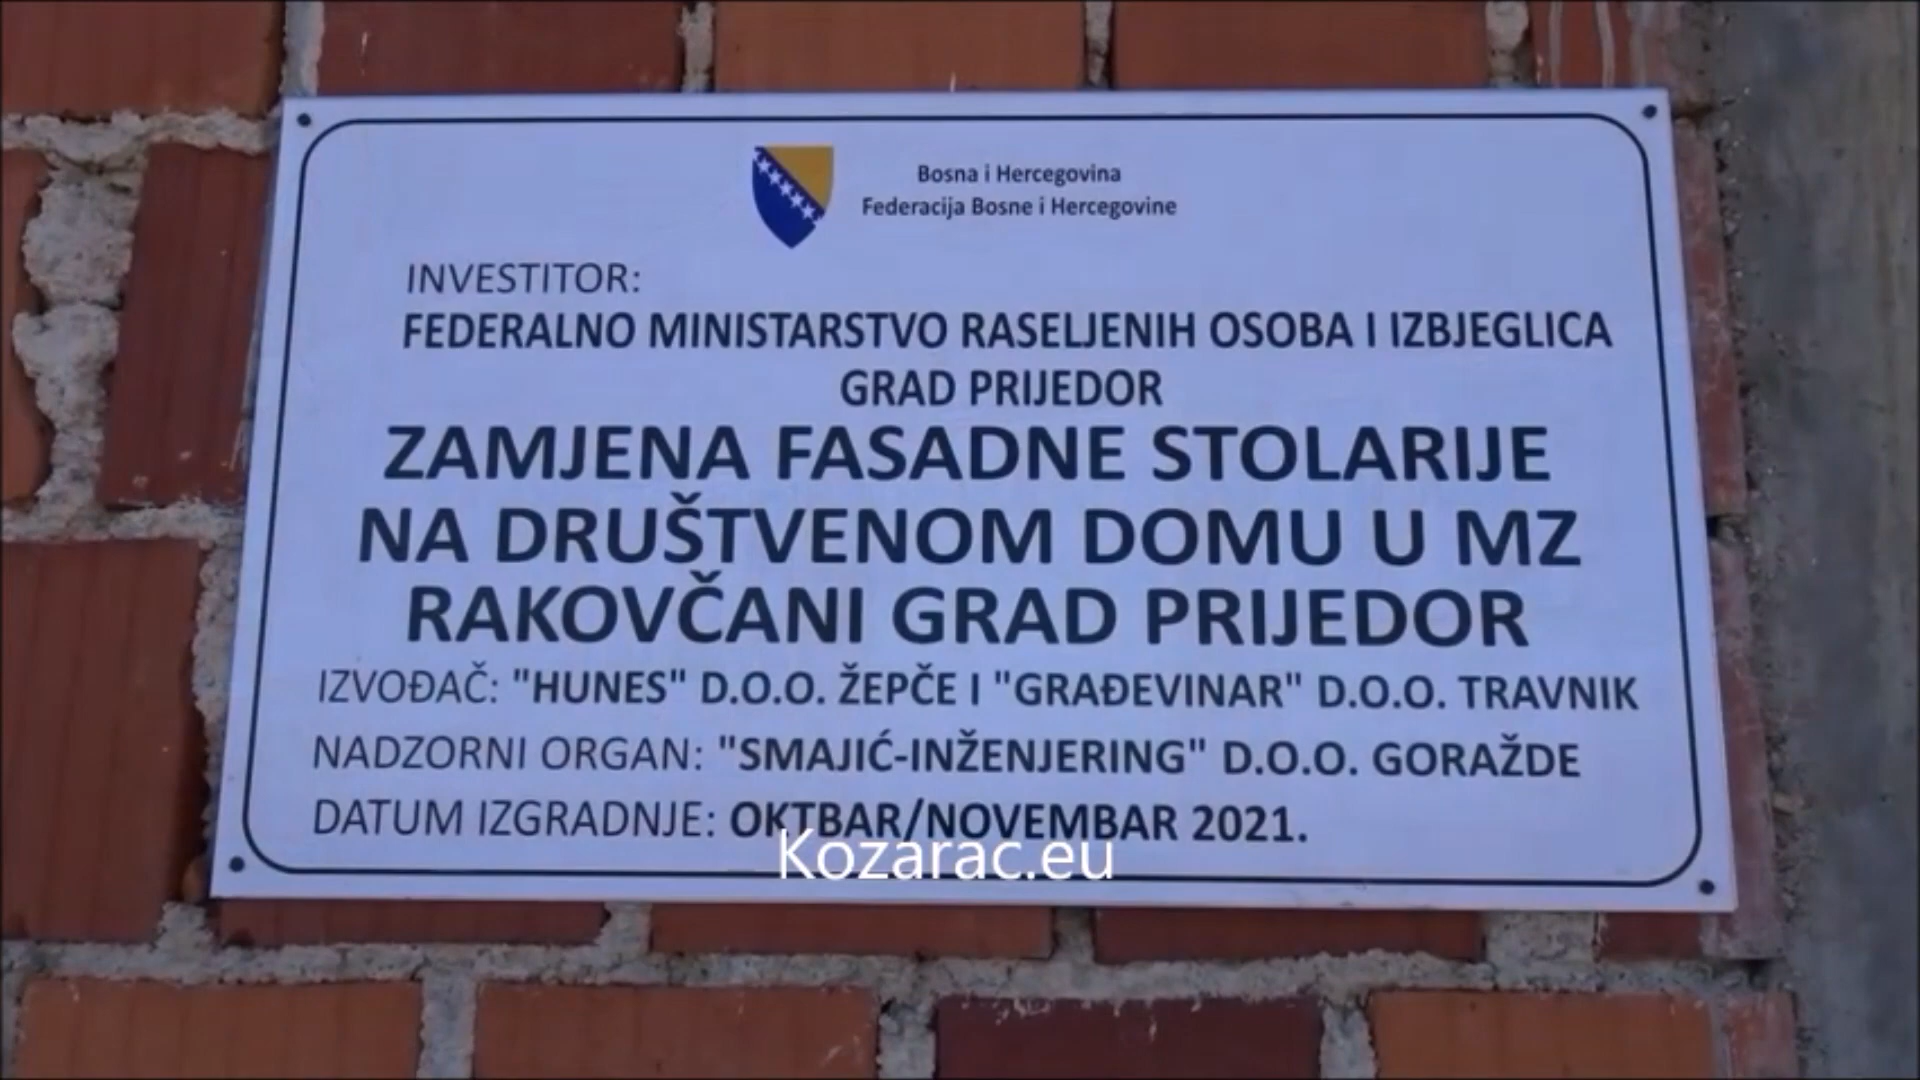 Bosna i Hercegovina
Federacija Bosne i Hercegovine
INVESTITOR:
FEDERALNO MINISTARSTVO RASELJENIH OSOBA I IZBJEGLICA
GRAD PRIJEDOR
ZAMJENA FASADNE STOLARIJE
NA DRUŠTVENOM DOMU U MZ
RAKOVČANI GRAD PRIJEDOR
IZVOĐAČ: "HUNES" D.O.O. ŽEPČE I "GRAĐEVINAR" D.O.O. TRAVNIK
NADZORNI ORGAN: "SMAJIĆ-INŽENJERING" D.O.O. GORAŽDE
DATUM IZGRADNJE: OKTBAR/NOVEMBAR 2021.
Kozarac.eu